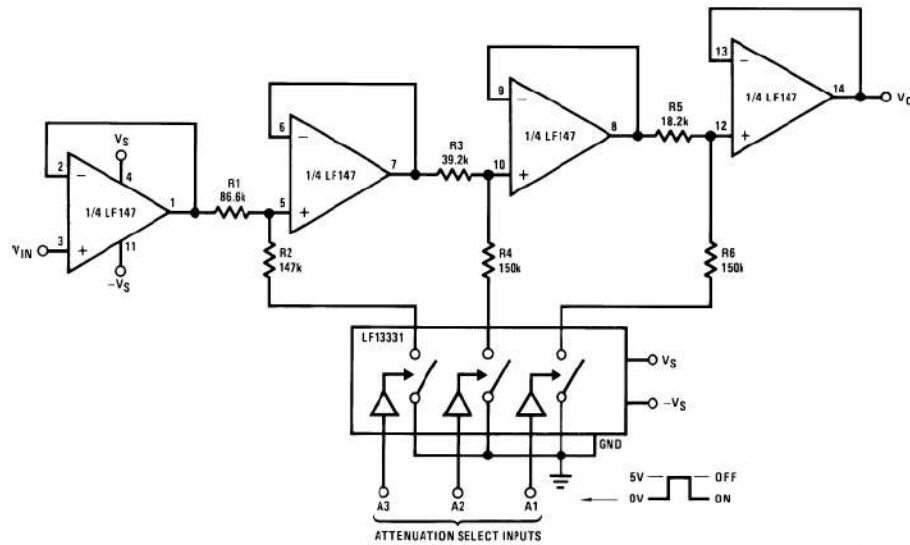 13
14
1/4 LF147
V_O
12
9
8
1/4 LF147
10
R5
18.2k
6
7
1/4 LF147
5
R3
39.2k
V_S
4
2
1
1/4 LF147
3
11
V_IN
-V_S
R1
86.6k
R2
147k
R4
150k
R6
150k
LF13331
V_S
-V_S
GND
5V
OFF
0V
ON
A3
A2
A1
ATTENUATION SELECT INPUTS